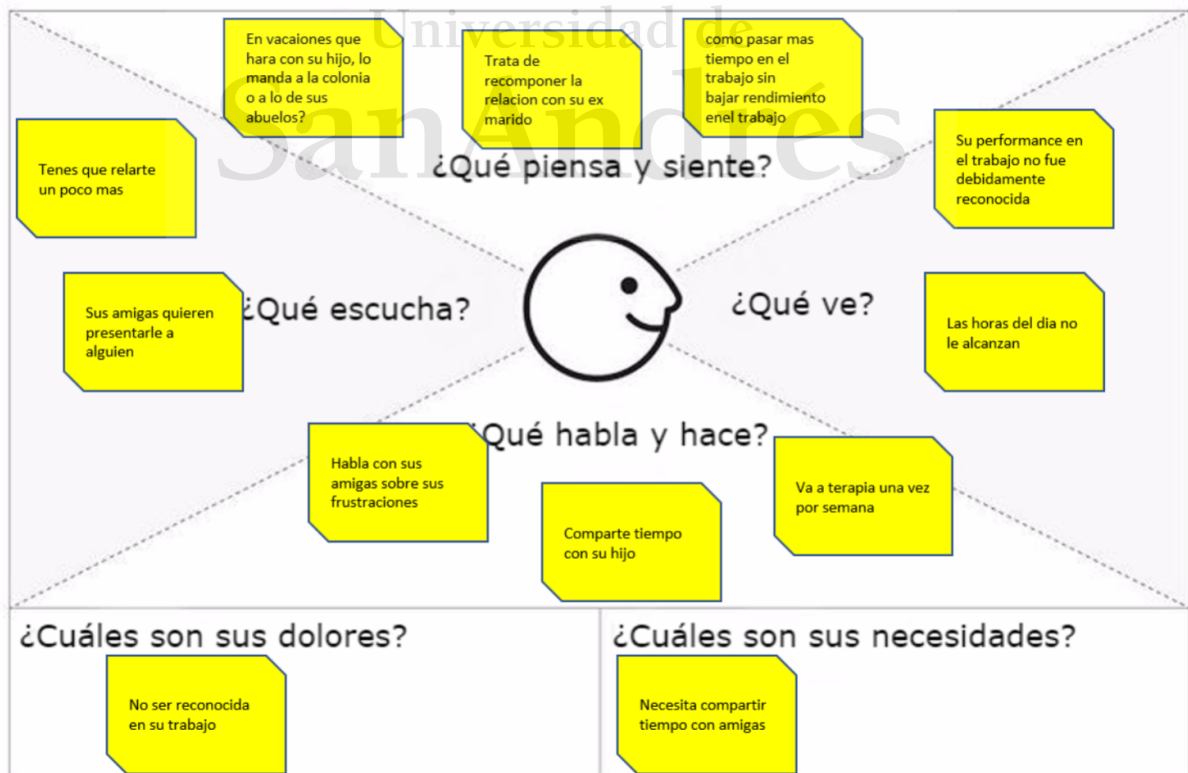 Universidad de
SanAndrés
En vacaiones que
hara con su hijo, lo
manda a la colonia
o a lo de sus
abuelos?
Trata de
recomponer la
relacion con su ex
marido
como pasar mas
tiempo en el
trabajo sin
bajar rendimiento
enel trabajo
¿Qué piensa y siente?
Tenes que relarte
un poco mas
Su performance en
el trabajo no fue
debidamente
reconocida
Sus amigas quieren
presentarle a
alguien
¿Qué escucha?
¿Qué ve?
Las horas del dia no
le alcanzan
¿Qué habla y hace?
Habla con sus
amigas sobre sus
frustraciones
Comparte tiempo
con su hijo
Va a terapia una vez
por semana
¿Cuáles son sus dolores?
No ser reconocida
en su trabajo
¿Cuáles son sus necesidades?
Necesita compartir
tiempo con amigas